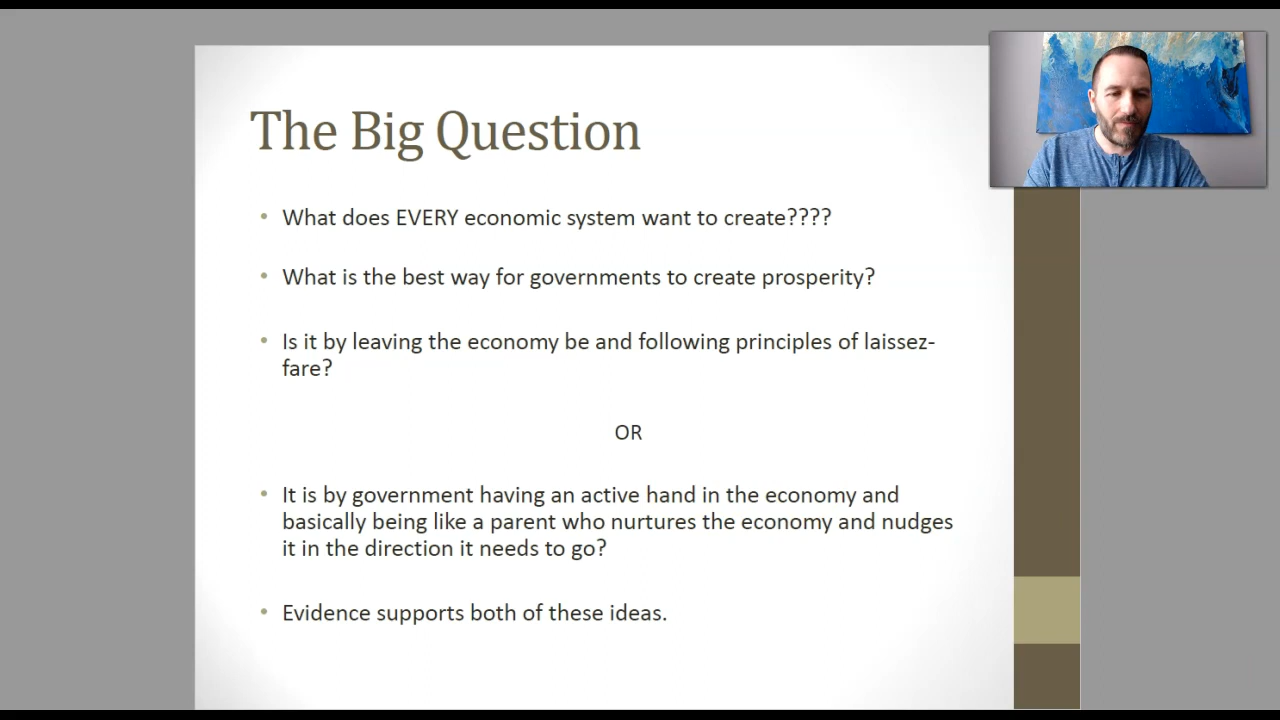 The Big Question
• What does EVERY economic system want to create????
• What is the best way for governments to create prosperity?
• Is it by leaving the economy be and following principles of laissez-
fare?
OR
• It is by government having an active hand in the economy and
basically being like a parent who nurtures the economy and nudges
it in the direction it needs to go?
• Evidence supports both of these ideas.